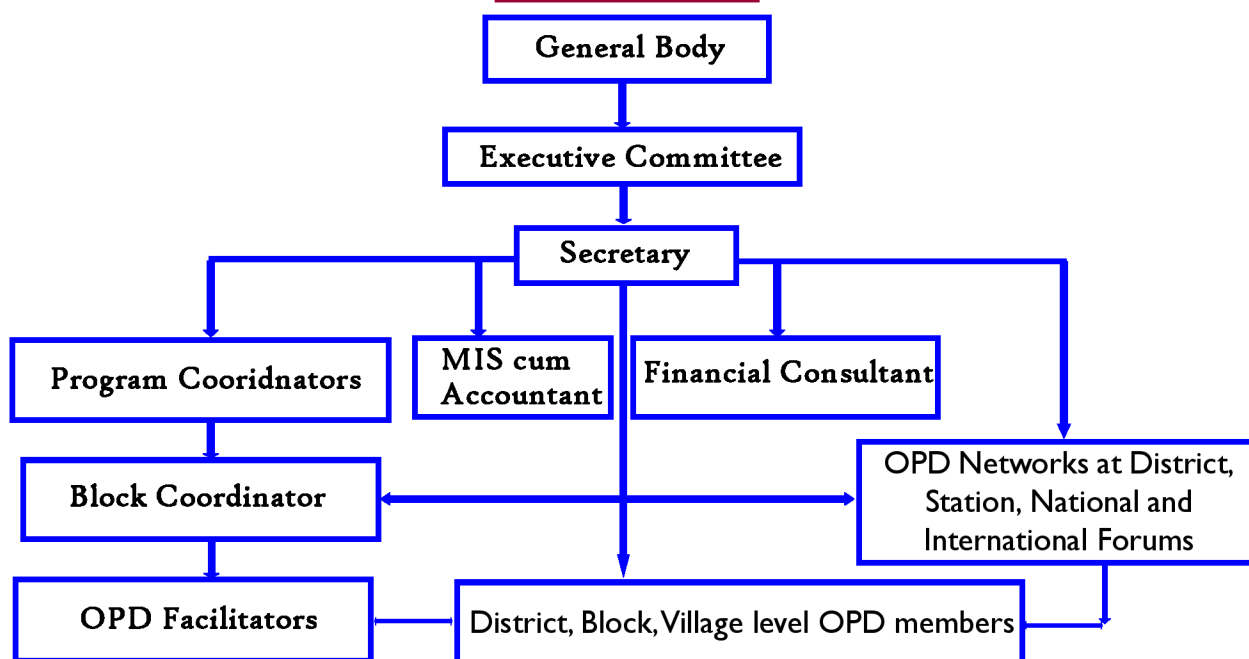 General Body
Executive Committee
Secretary
Program Cooridnators
MIS cum
Accountant
Financial Consultant
Block Coordinator
OPD Networks at District,
Station, National and
International Forums
OPD Facilitators
District, Block, Village level OPD members